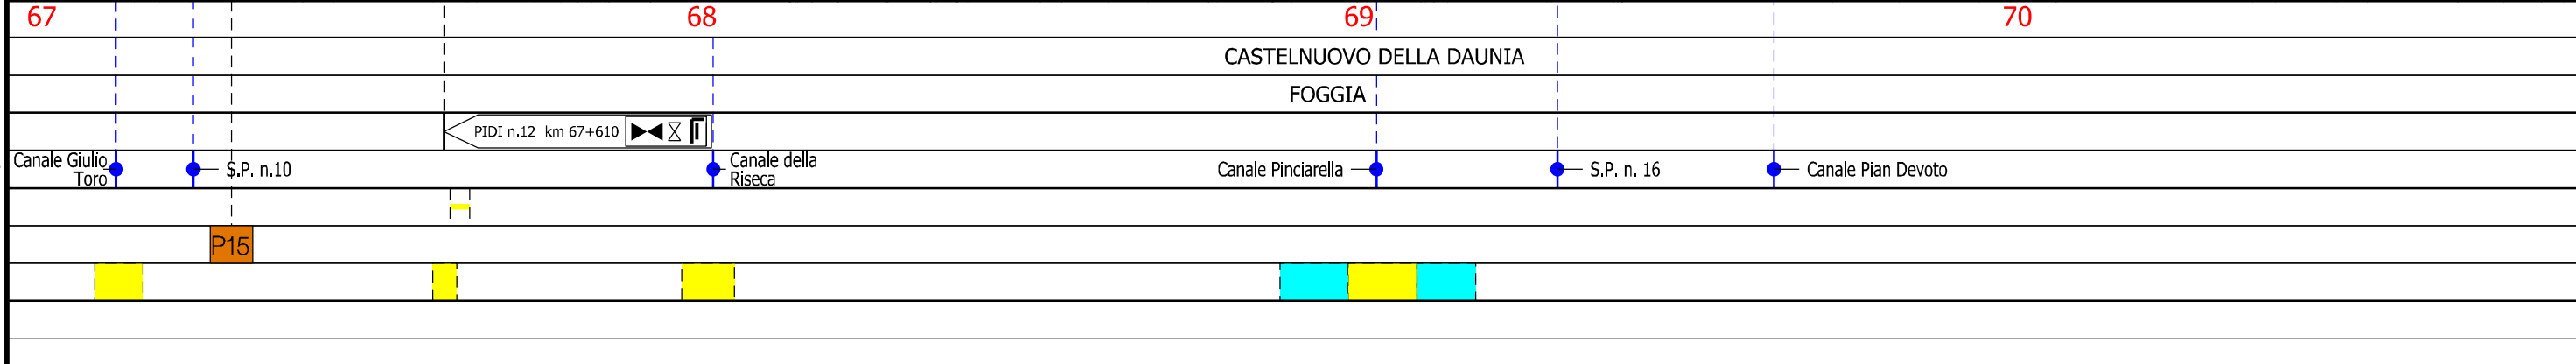 67 68 69 70
CASTELNUOVO DELLA DAUNIA
FOGGIA
PIDI n.12 km 67+610
Canale Giulio
Toro
S.P. n.10
Canale della
Riseca
Canale Pinciarella
S.P. n. 16
Canale Pian Devoto
P15